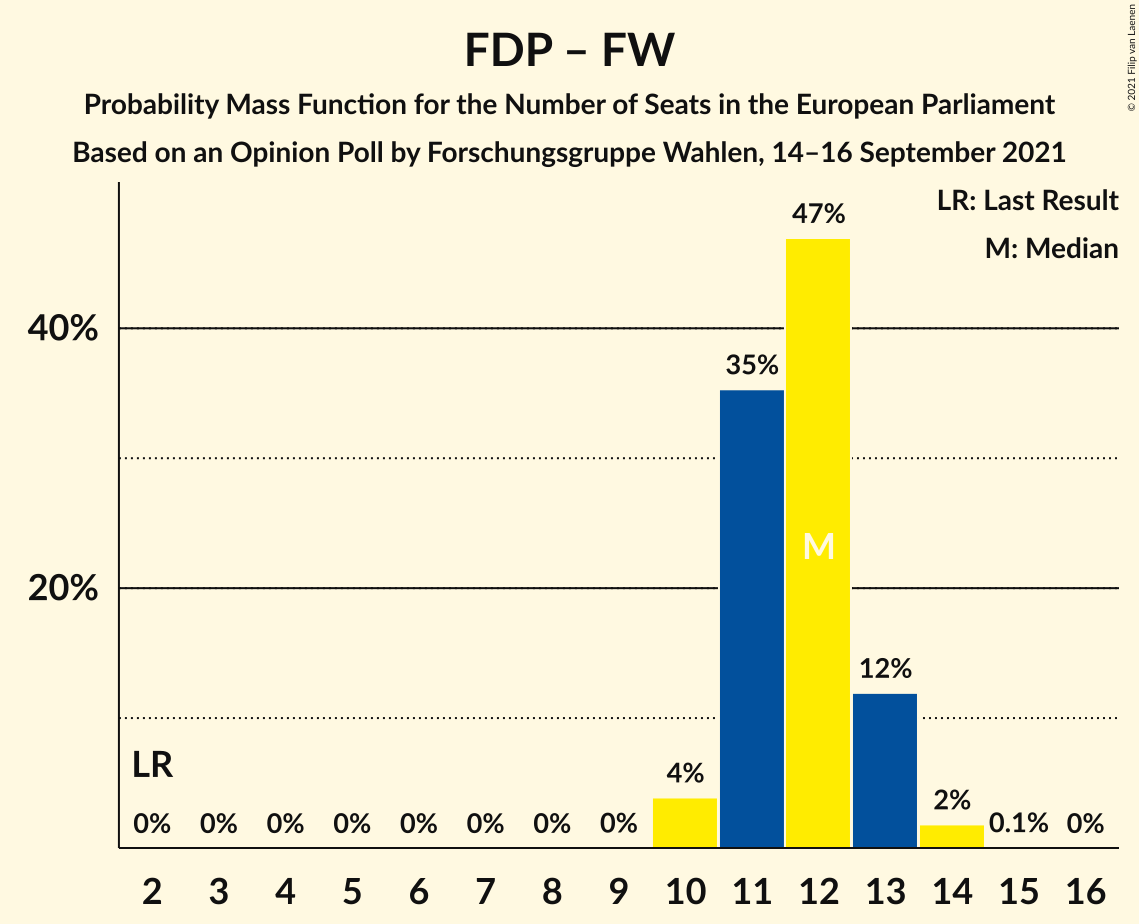 FDP – FW
Probability Mass Function for the Number of Seats in the European Parliament
Based on an Opinion Poll by Forschungsgruppe Wahlen, 14–16 September 2021
© 2021 Filip van Laenen
LR: Last Result
M: Median
47%
40%
35%
M
20%
12%
LR
4%
2%
0% 0% 0% 0% 0% 0% 0% 0% 0.1% 0%
2 3 4 5 6 7 8 9 10 11 12 13 14 15 16